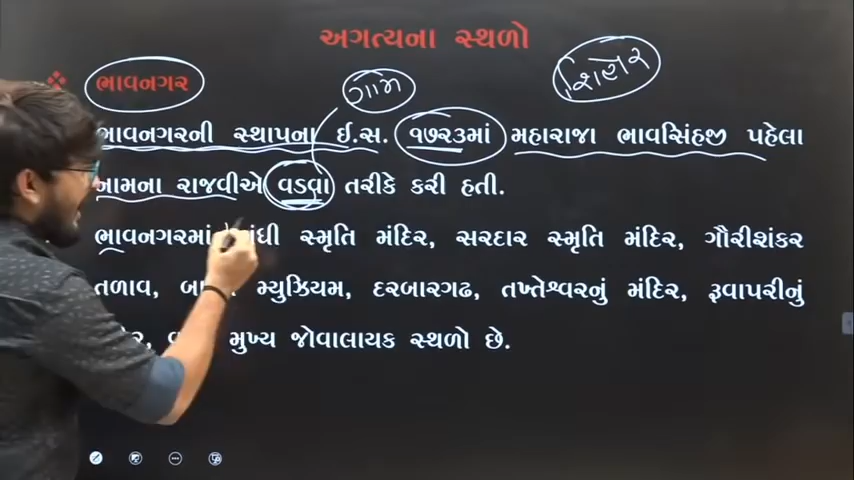 અગત્યના સ્થળો
ભાવનગર ગામ શહેર
ભાવનગરની સ્થાપના ઈ.સ. ૧૭૨૩માં મહારાજા ભાવસિંહજી પહેલા
નામના રાજવીએ વડવા તરીકે કરી હતી.
ભાવનગરમાં સ્મૃતિ મંદિર, સરદાર સ્મૃતિ મંદિર, ગૌરીશંકર
તળાવ, મ્યુઝિયમ, દરબારગઢ, તખ્તેશ્વરનું મંદિર, રૂવાપરીનું
મુખ્ય જોવાલાયક સ્થળો છે.